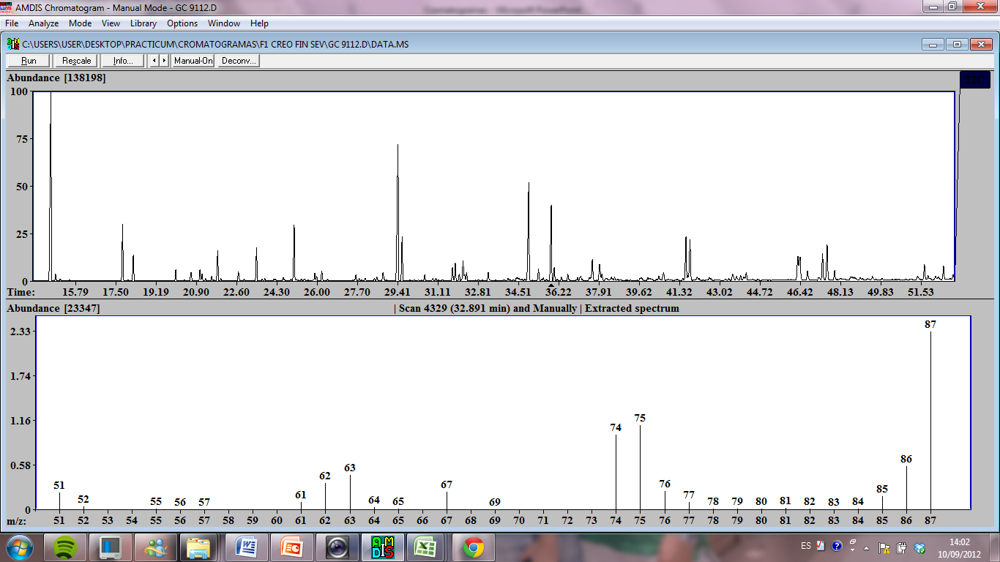 AMDIS Chromatogram - Manual Mode - GC 9112.D
File Analyze Mode View Library Options Window Help
C:\USERS\USER\DESKTOP\PRACTICUM\CROMATOGRAMAS\F1 CREO FIN SEV\GC 9112.D\DATA.MS
Run Rescale Info... Manual-On Deconv...
Abundance [138198]
TIC
100
75
50
25
0
Time: 15.79 17.50 19.19 20.90 22.60 24.30 26.00 27.70 29.41 31.11 32.81 34.51 36.22 37.91 39.62 41.32 43.02 44.72 46.42 48.13 49.83 51.53
Abundance [23347] | Scan 4329 (32.891 min) and Manually | Extracted spectrum
2.33
1.74
1.16
0.58
0
87
75
74
86
63
62
51
67
85
76
61
77
52
64
55 56 57 65 69 78 79 80 81 82 83 84
m/z: 51 52 53 54 55 56 57 58 59 60 61 62 63 64 65 66 67 68 69 70 71 72 73 74 75 76 77 78 79 80 81 82 83 84 85 86 87
AMDIS
ES
14:02
10/09/2012